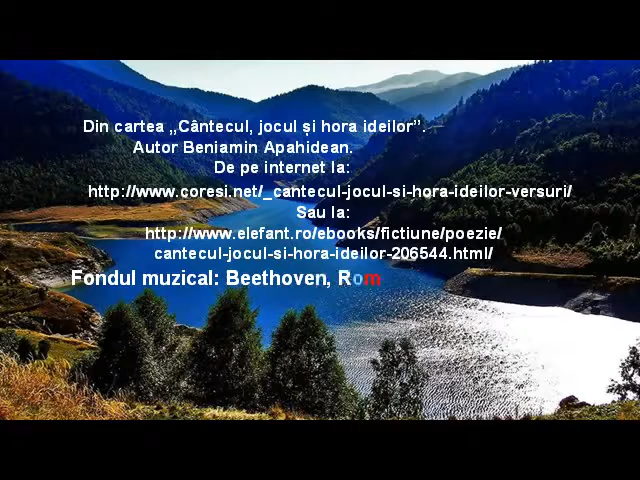 Din cartea „Cântecul, jocul și hora ideilor”.
Autor Beniamin Apahidean.
De pe internet la:
http://www.coresi.net/_cantecul-jocul-si-hora-ideilor-versuri/
Sau la:
http://www.elefant.ro/ebooks/fictiune/poezie/
cantecul-jocul-si-hora-ideilor-206544.html/
Fondul muzical: Beethoven, Rom